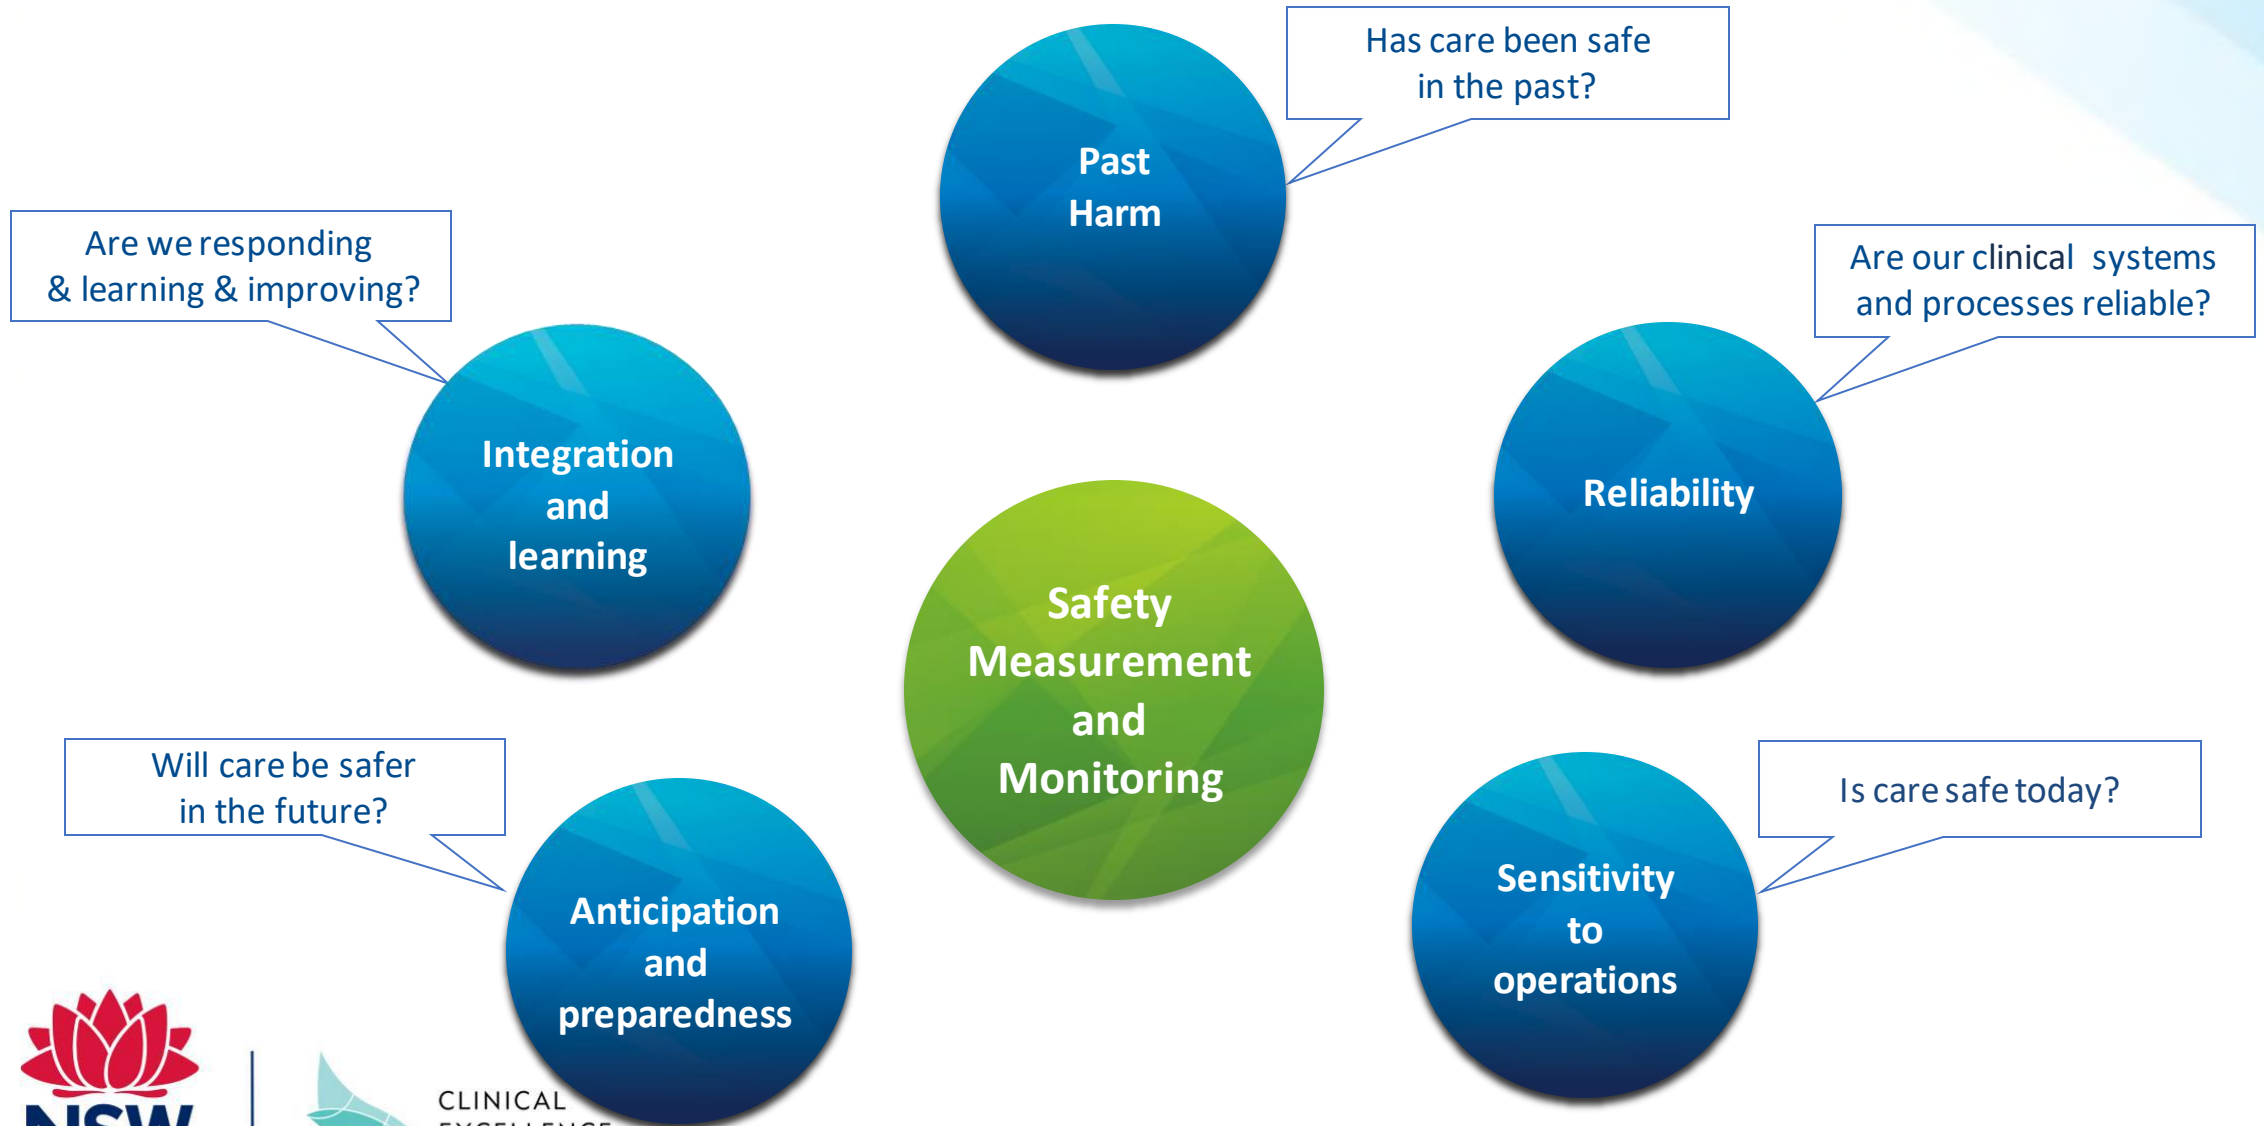 Has care been safe
in the past?
Past
Harm
Are we responding
& learning & improving?
Are our clinical systems
and processes reliable?
Integration
and
learning
Reliability
Safety
Measurement
and
Monitoring
Will care be safer
in the future?
Is care safe today?
Anticipation
and
preparedness
Sensitivity
to
operations
NSW
CLINICAL
EXCELLENCE